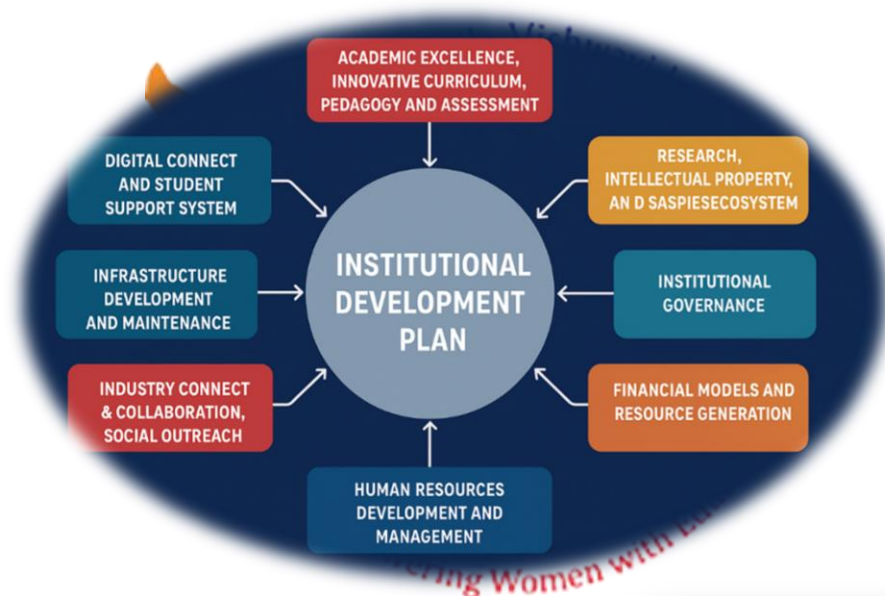 ACADEMIC EXCELLENCE,
INNOVATIVE CURRICULUM,
PEDAGOGY AND ASSESSMENT
DIGITAL CONNECT
AND STUDENT
SUPPORT SYSTEM
RESEARCH,
INTELLECTUAL PROPERTY,
AN D SASPIESECOSYSTEM
INFRASTRUCTURE
DEVELOPMENT
AND MAINTENANCE
INSTITUTIONAL
DEVELOPMENT
PLAN
INSTITUTIONAL
GOVERNANCE
INDUSTRY CONNECT
& COLLABORATION,
SOCIAL OUTREACH
FINANCIAL MODELS AND
RESOURCE GENERATION
HUMAN RESOURCES
DEVELOPMENT AND
MANAGEMENT
Women with